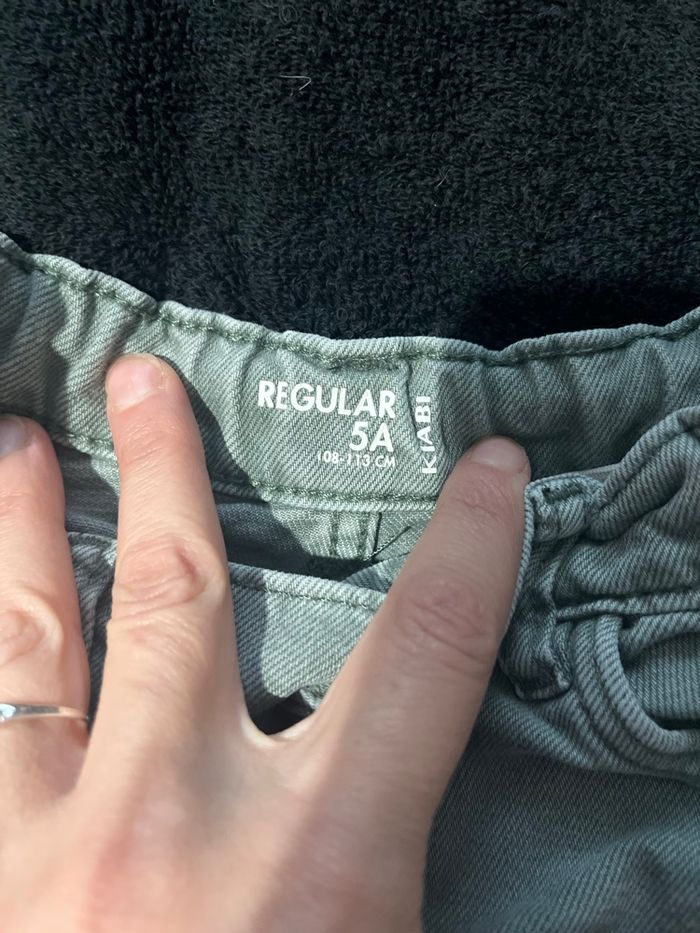 REGULAR
5A
108-113 CM
KIABI